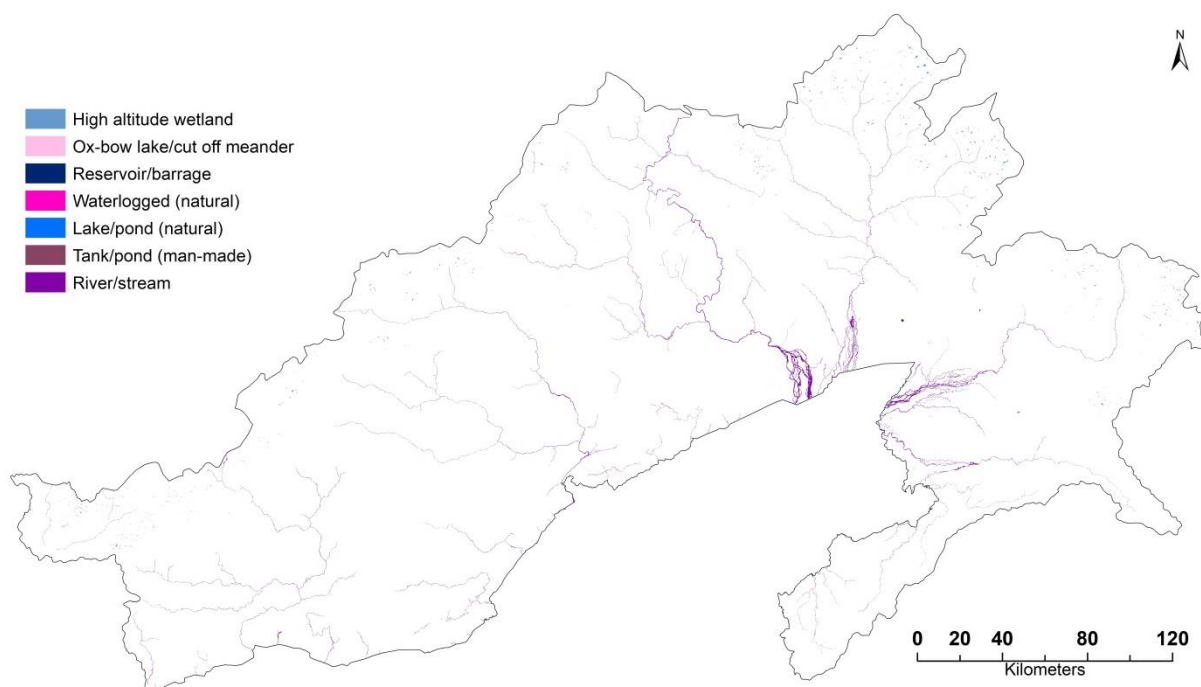 N
High altitude wetland
Ox-bow lake/cut off meander
Reservoir/barrage
Waterlogged (natural)
Lake/pond (natural)
Tank/pond (man-made)
River/stream
0 20 40 80 120
Kilometers